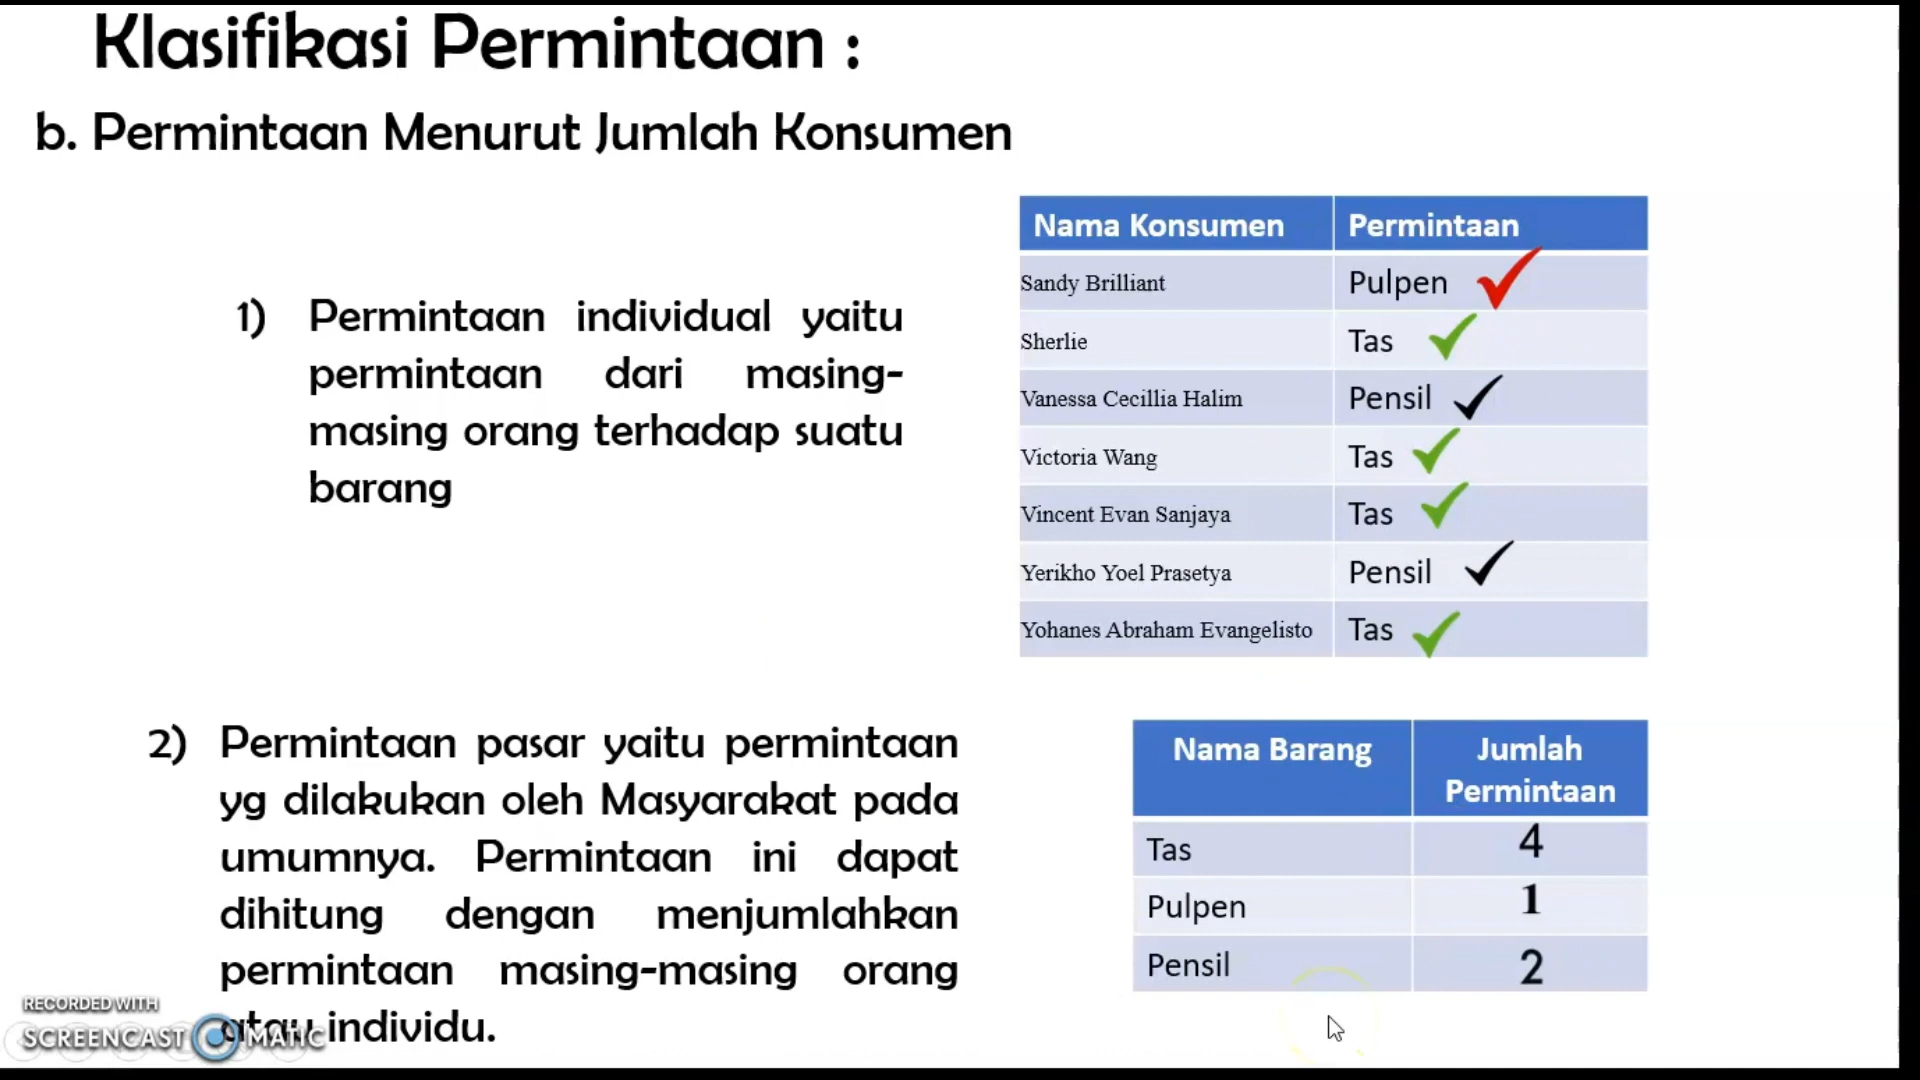 Klasifikasi Permintaan :
b. Permintaan Menurut Jumlah Konsumen
1) Permintaan individual yaitu
permintaan dari masing-
masing orang terhadap suatu
barang
Nama Konsumen Permintaan
Sandy Brilliant Pulpen
Sherlie Tas
Vanessa Cecillia Halim Pensil
Victoria Wang Tas
Vincent Evan Sanjaya Tas
Yerikho Yoel Prasetya Pensil
Yohanes Abraham Evangelisto Tas
2) Permintaan pasar yaitu permintaan
yg dilakukan oleh Masyarakat pada
umumnya. Permintaan ini dapat
dihitung dengan menjumlahkan
permintaan masing-masing orang
atau individu.
Nama Barang Jumlah
Permintaan
Tas 4
Pulpen 1
Pensil 2
RECORDED WITH
SCREENCAST MATIC